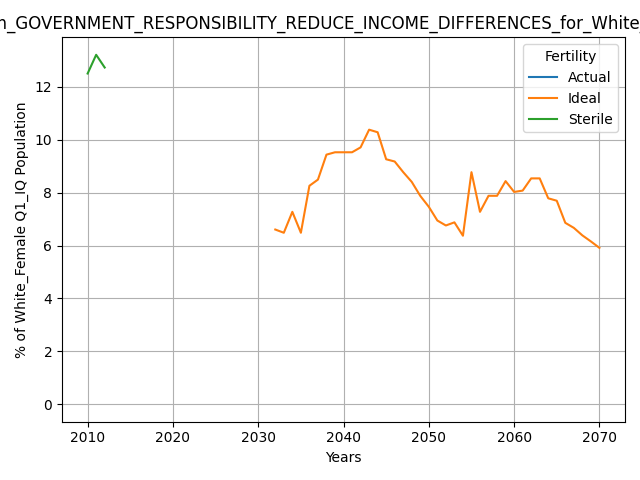 GOVERNMENT_RESPONSIBILITY_REDUCE_INCOME_DIFFERENCES_for_White_
Fertility
Actual
Ideal
Sterile
% of White_Female Q1_IQ Population
12
10
8
6
4
2
0
2010 2020 2030 2040 2050 2060 2070
Years